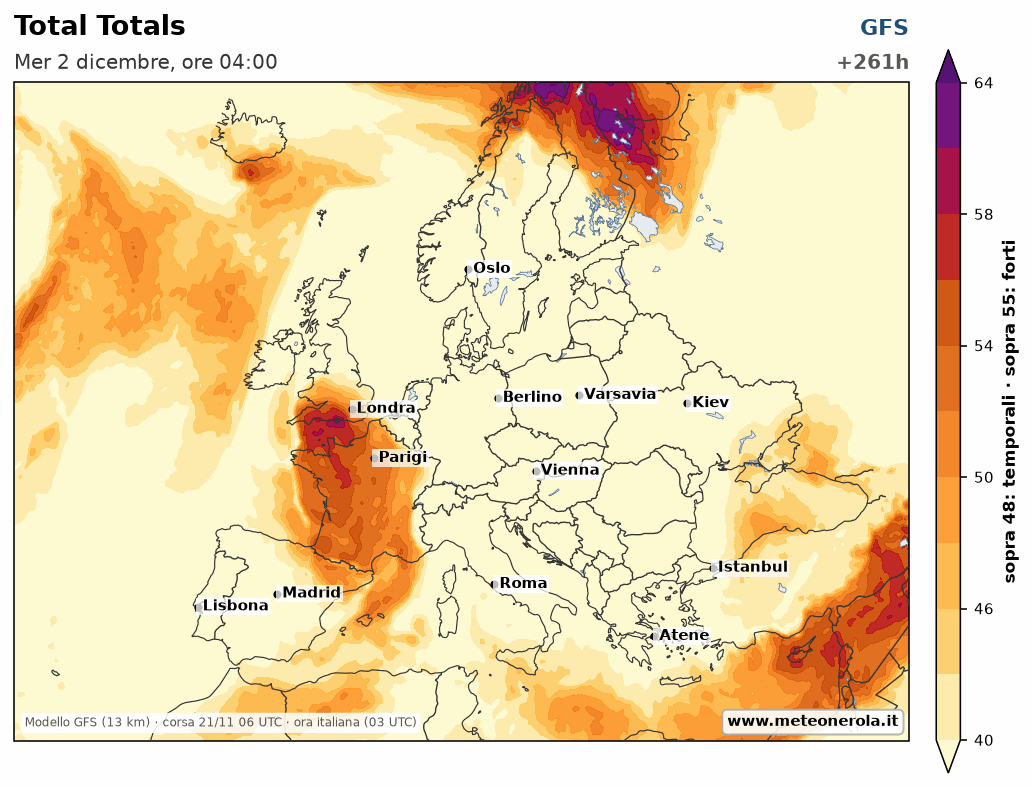 Total Totals
GFS
Mer 2 dicembre, ore 04:00
+261h
64
58
54
50
46
40
sopra 48: temporali · sopra 55: forti
Oslo
Londra
Berlino
Varsavia
Kiev
Parigi
Vienna
Istanbul
Roma
Madrid
Lisbona
Atene
Modello GFS (13 km) · corsa 21/11 06 UTC · ora italiana (03 UTC)
www.meteonerola.it